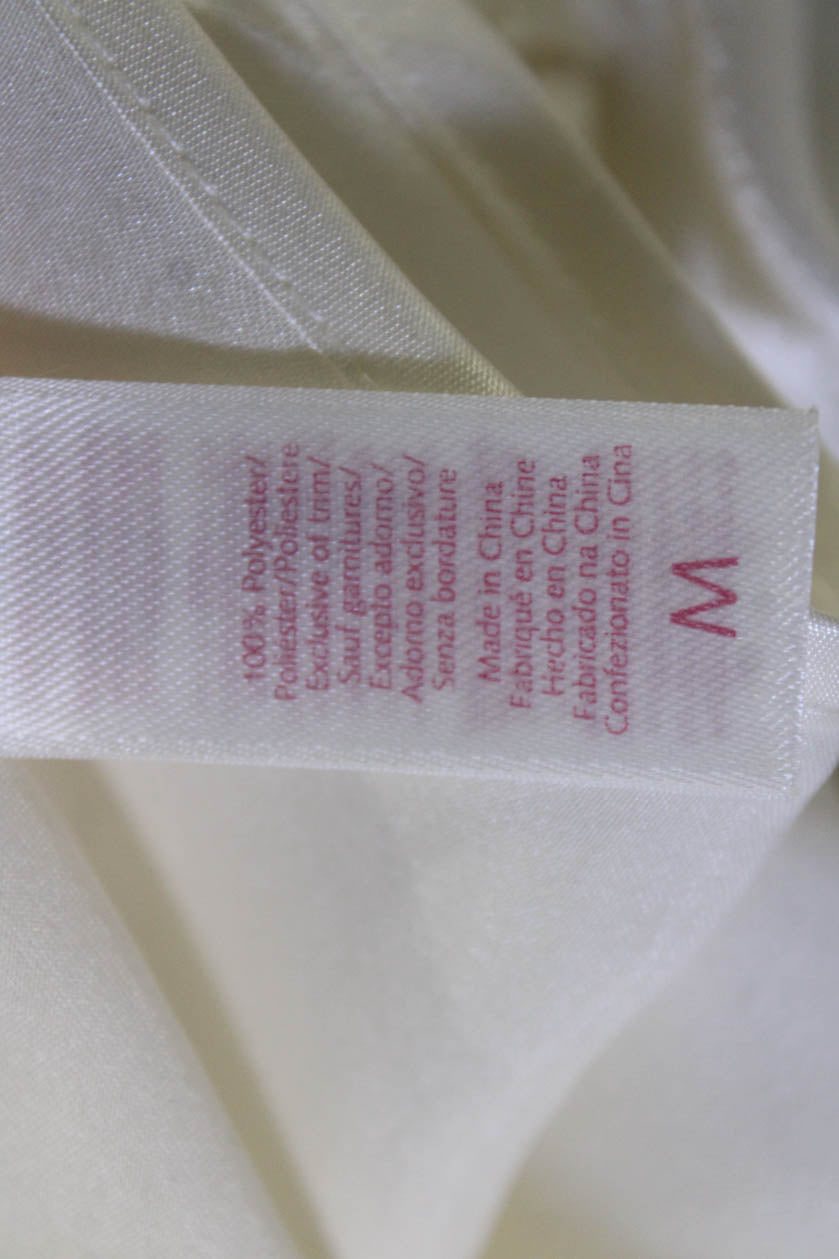 100% Polyester/
Poliester/Poliestere
Exclusive of trim/
Sauf garnitures/
Excepto adorno/
Adorno exclusivo/
Senza bordature
Made in China
Fabriqué en Chine
Hecho en China
Fabricado na China
Confezionato in Cina
M